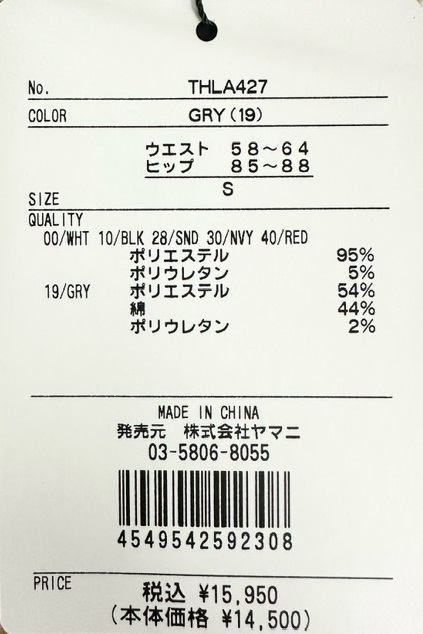 No. THLA427
COLOR GRY(19)
ウエスト 58～64
ヒップ 85～88
SIZE S
QUALITY
00/WHT 10/BLK 28/SND 30/NVY 40/RED
ポリエステル 95%
ポリウレタン 5%
19/GRY ポリエステル 54%
綿 44%
ポリウレタン 2%
MADE IN CHINA
発売元 株式会社ヤマニ
03-5806-8055
4549542592308
PRICE 税込 ¥15,950
(本体価格 ¥14,500)